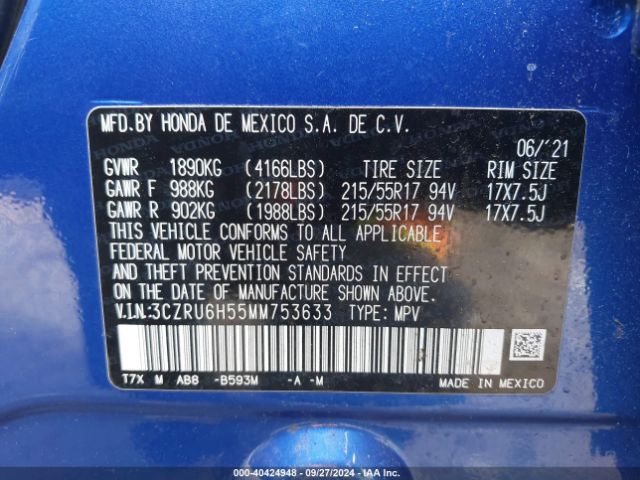 MFD. BY HONDA DE MEXICO S.A. DE C.V.
06/'21
GVWR 1890KG (4166LBS) TIRE SIZE RIM SIZE
GAWR F 988KG (2178LBS) 215/55R17 94V 17X7.5J
GAWR R 902KG (1988LBS) 215/55R17 94V 17X7.5J
THIS VEHICLE CONFORMS TO ALL APPLICABLE
FEDERAL MOTOR VEHICLE SAFETY
AND THEFT PREVENTION STANDARDS IN EFFECT
ON THE DATE OF MANUFACTURE SHOWN ABOVE.
V.I.N.:3CZRU6H55MM753633 TYPE: MPV
T7X M AB8 -B593M -A -M
MADE IN MEXICO
000-40424948 - 09/27/2024 - IAA Inc.